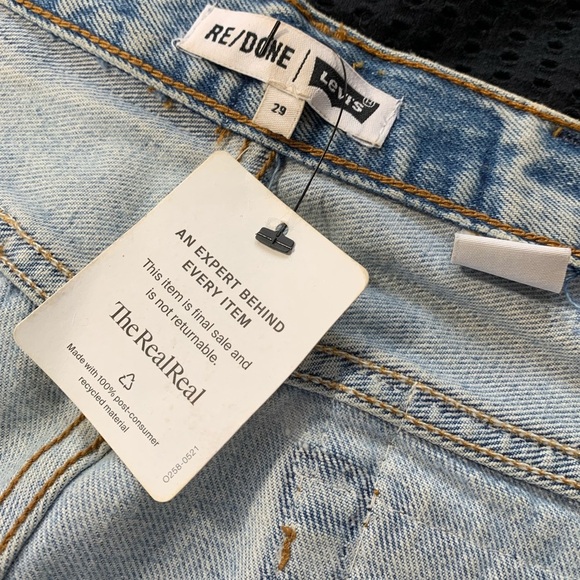 RE/DONE | Levi's
29
AN EXPERT BEHIND
EVERY ITEM
This item is final sale and
is not returnable.
TheRealReal
Made with 100% post-consumer
recycled material
0258-0521